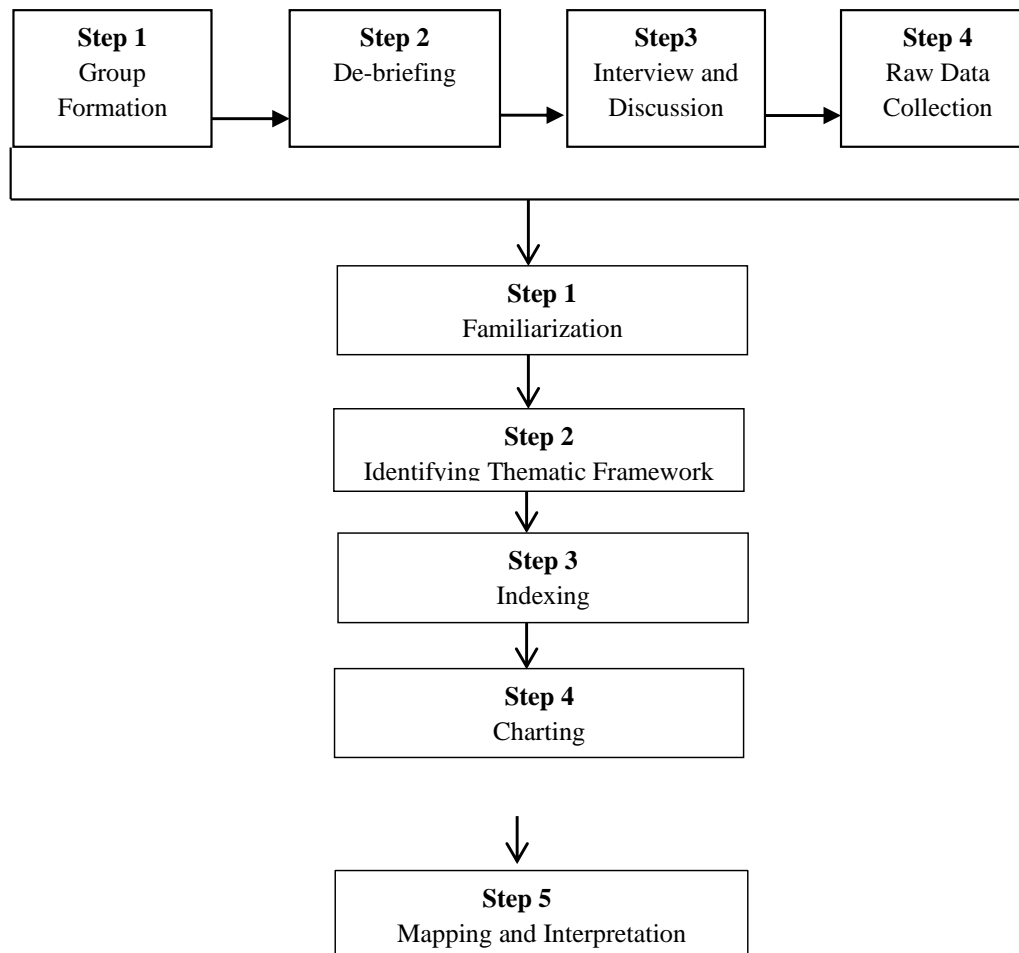 Step 1
Group
Formation
Step 2
De-briefing
Step3
Interview and
Discussion
Step 4
Raw Data
Collection
Step 1
Familiarization
Step 2
Identifying Thematic Framework
Step 3
Indexing
Step 4
Charting
Step 5
Mapping and Interpretation